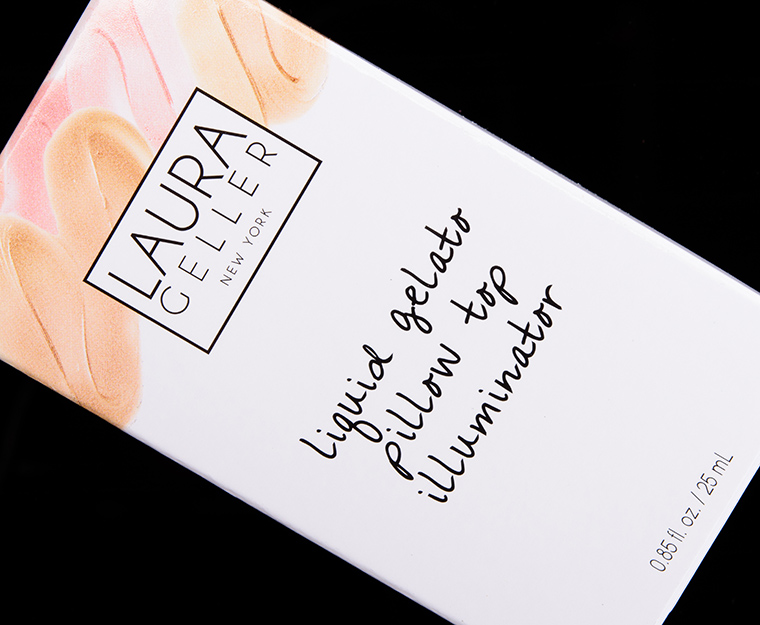 LAURA
GELLER
NEW YORK
liquid gelato
pillow top
illuminator
0.85 fl. oz. / 25 mL